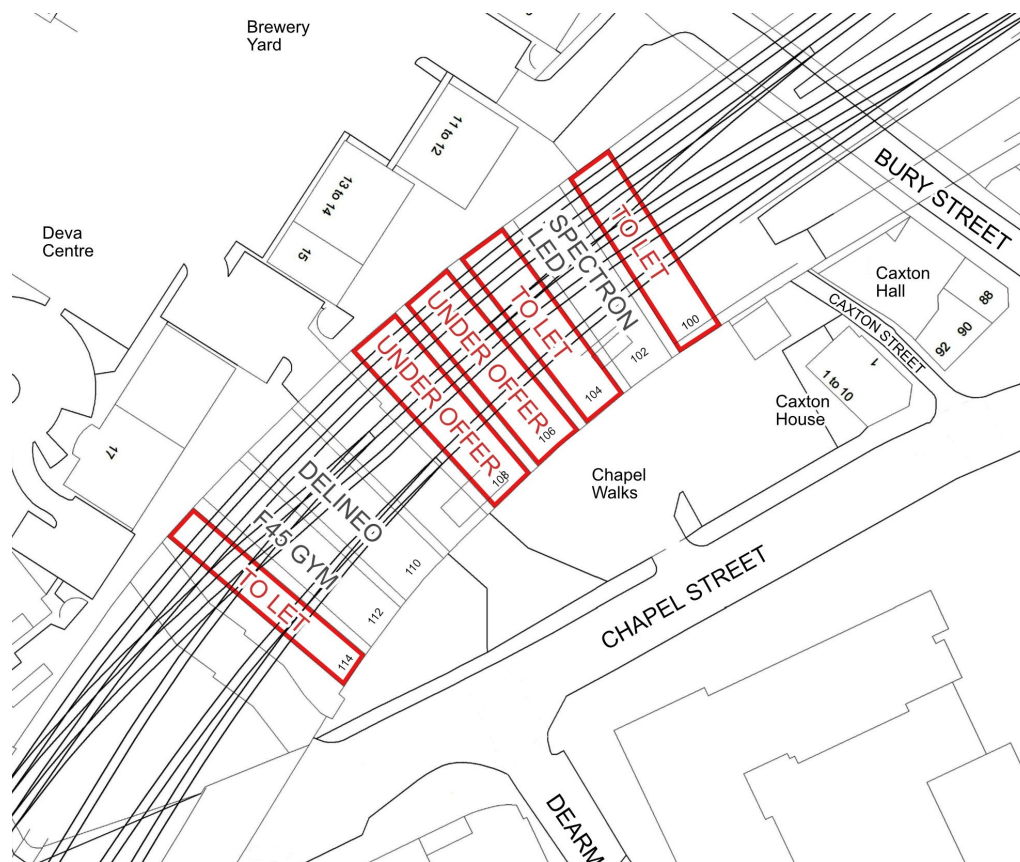 Brewery
Yard
11 to 12
13 to 14
15
Deva
Centre
17
BURY STREET
TO LET
100
SPECTRON
LED
102
TO LET
104
UNDER OFFER
106
UNDER OFFER
108
DELINEO
110
F45 GYM
112
TO LET
114
Caxton
Hall
88
90
92
CAXTON STREET
1
1 to 10
Caxton
House
Chapel
Walks
CHAPEL STREET
DEARM